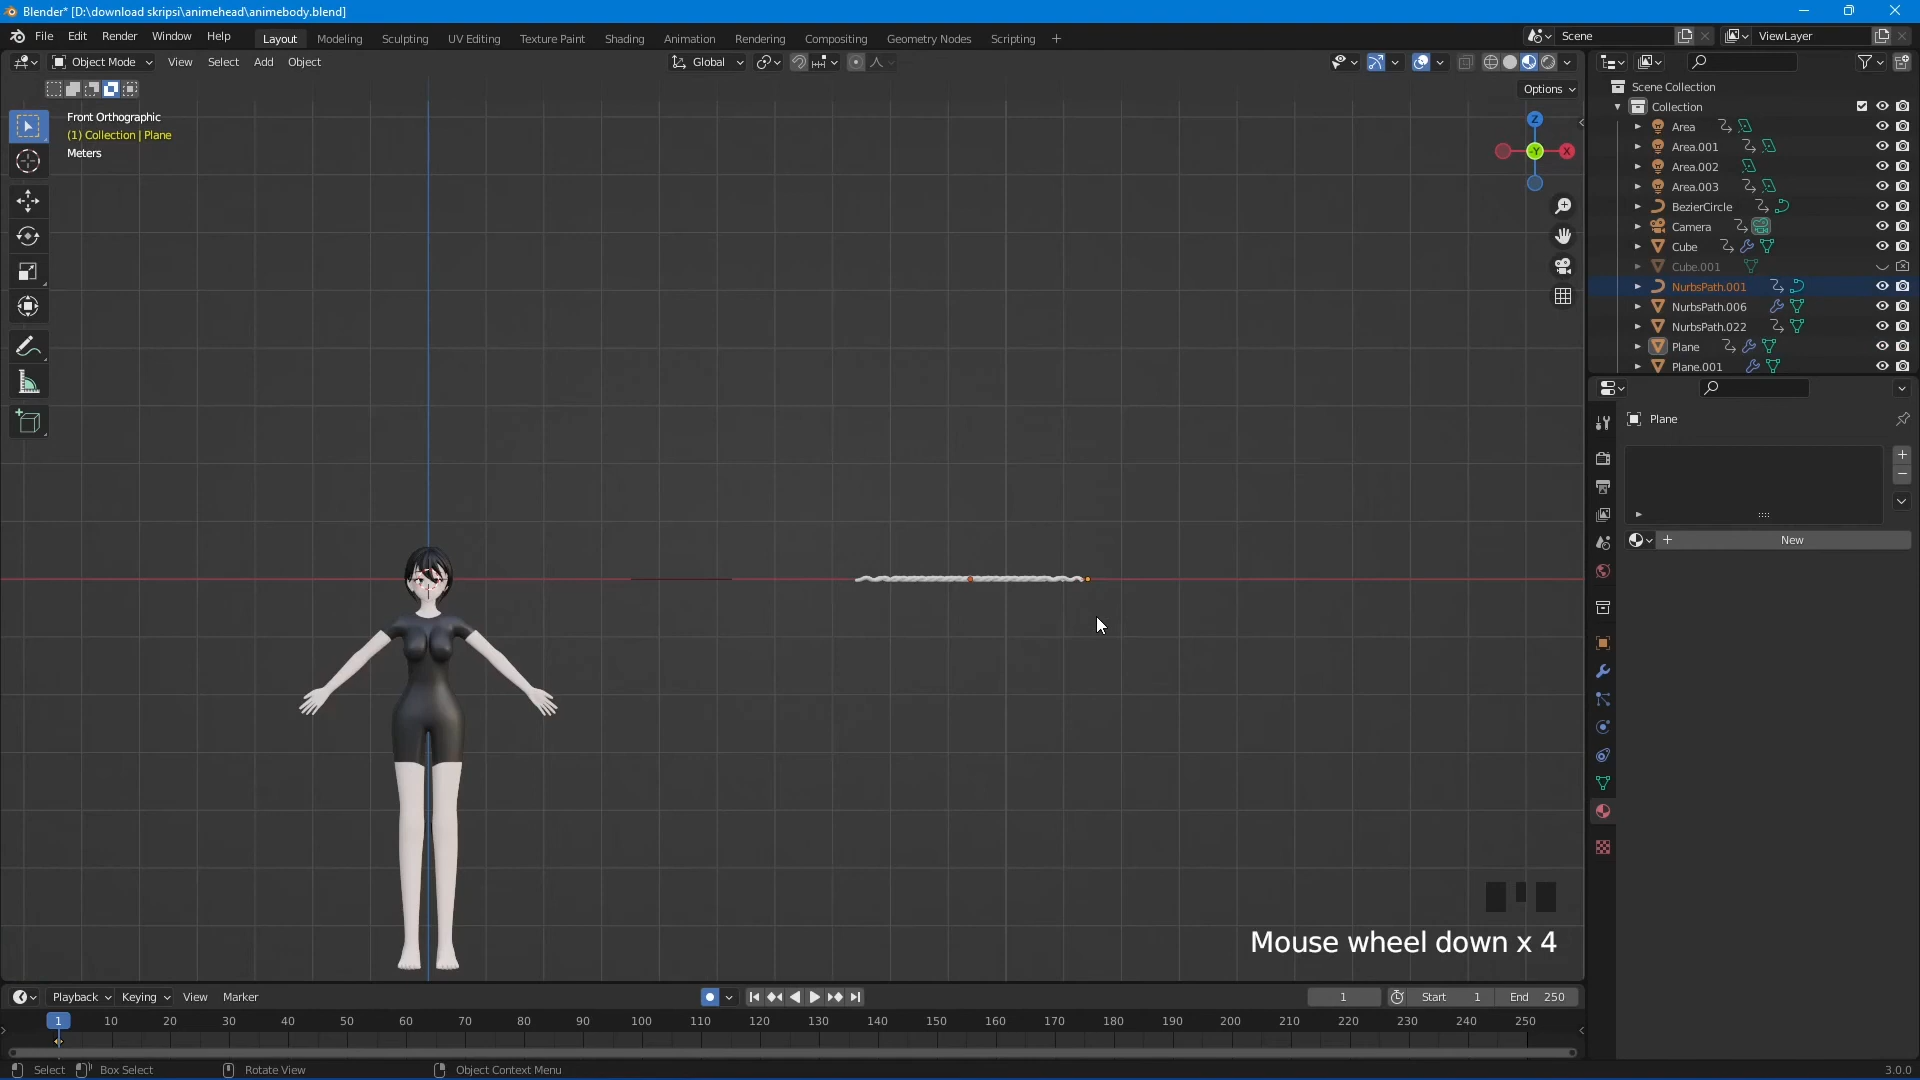 Blender* [D:\download skripsi\animehead\animebody.blend]
File Edit Render Window Help Layout Modeling Sculpting UV Editing Texture Paint Shading Animation Rendering Compositing Geometry Nodes Scripting + Scene ViewLayer
Object Mode View Select Add Object Global
Options
Front Orthographic
(1) Collection | Plane
Meters
Z
-Y
X
Scene Collection
Collection
Area
Area.001
Area.002
Area.003
BezierCircle
Camera
Cube
Cube.001
NurbsPath.001
NurbsPath.006
NurbsPath.022
Plane
Plane.001
Plane
+ New
Mouse wheel down x 4
Playback Keying View Marker 1 Start 1 End 250
1 10 20 30 40 50 60 70 80 90 100 110 120 130 140 150 160 170 180 190 200 210 220 230 240 250
Select Box Select Rotate View Object Context Menu 3.0.0